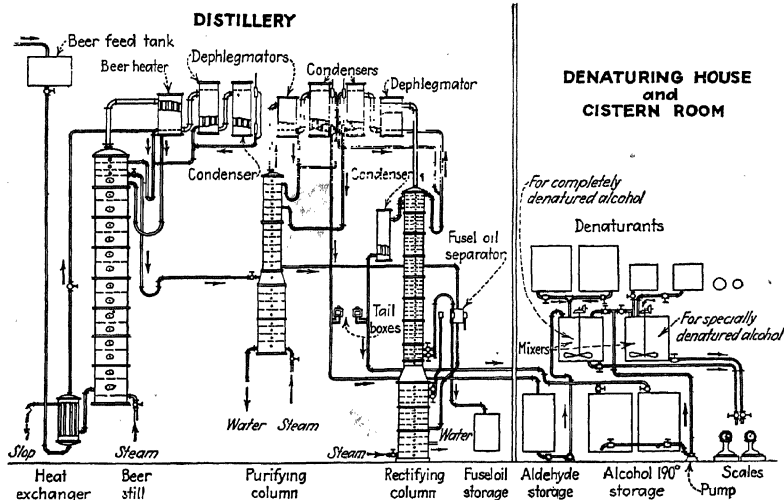 DISTILLERY
Beer feed tank
Beer heater
Dephlegmators
Condensers
Dephlegmator
Condenser
Condenser
Fusel oil
separator
Tail
boxes
Water
Steam
Slop
Steam
Steam
Water
Heat
exchanger
Beer
still
Purifying
column
Rectifying
column
Fusel oil
storage
DENATURING HOUSE
and
CISTERN ROOM
For completely
denatured alcohol
Denaturants
Mixers
For specially
denatured alcohol
Aldehyde
storage
Alcohol 190°
storage
Pump
Scales